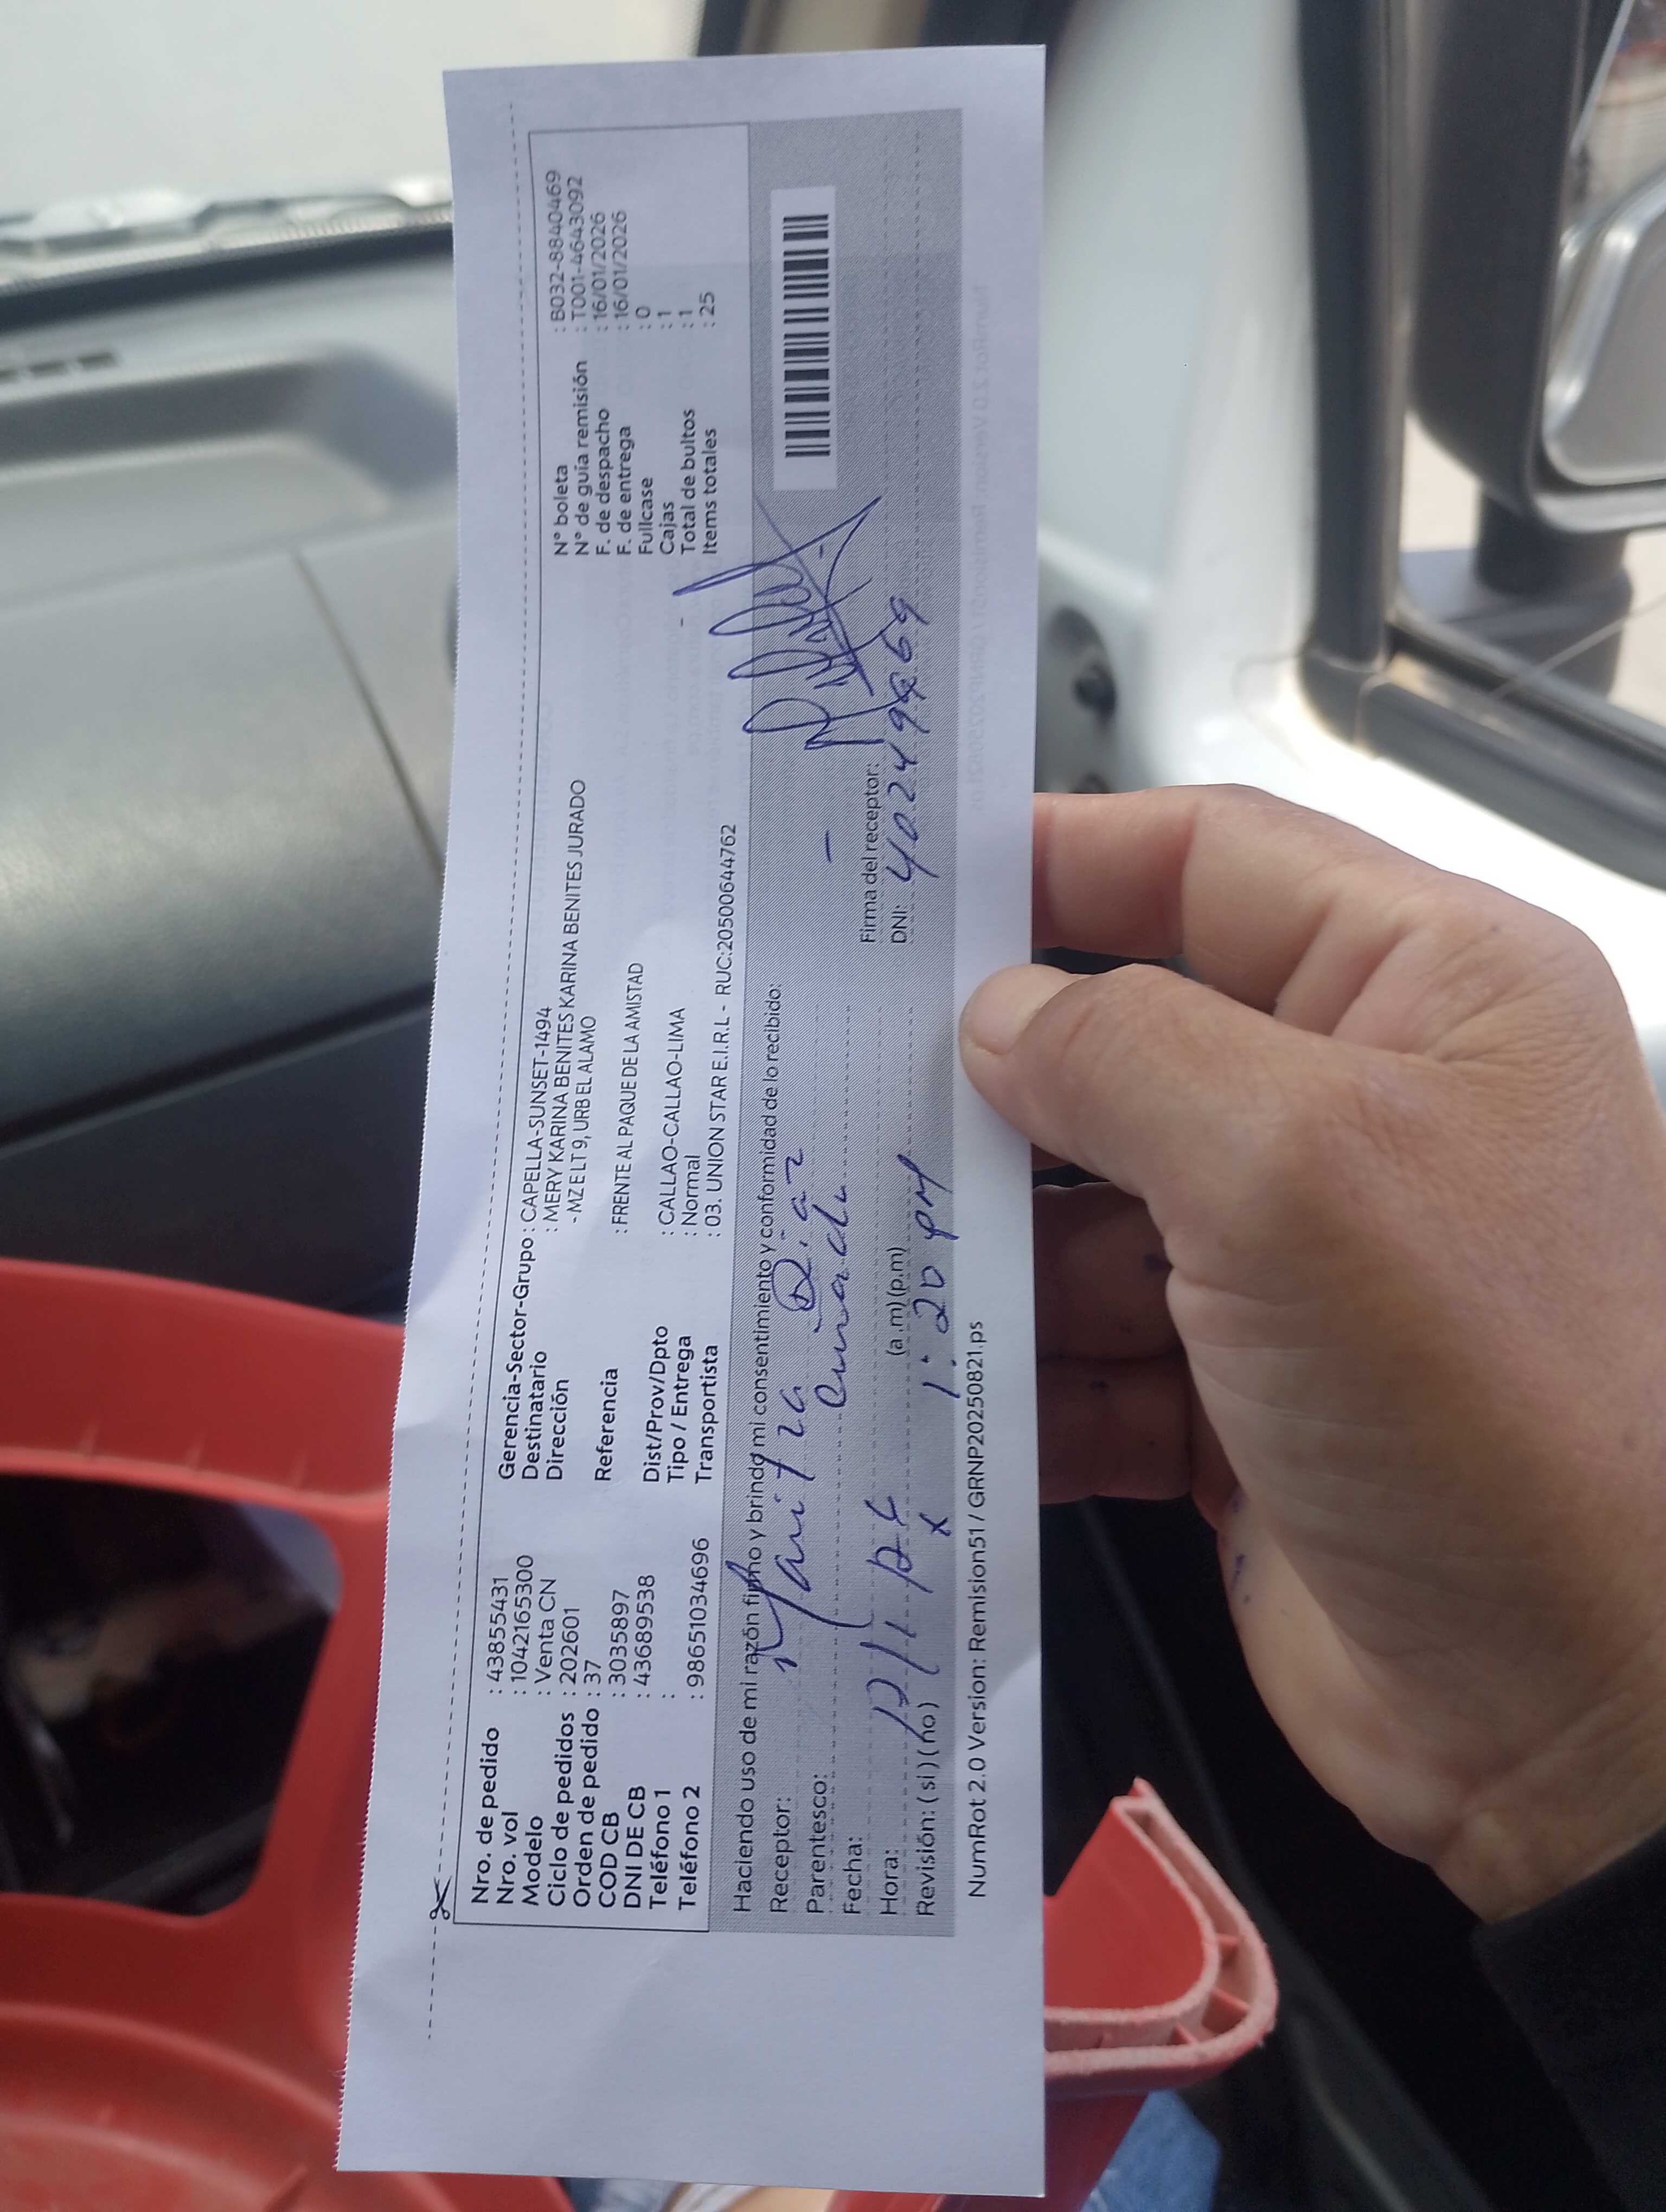 Nro. de pedido : 43855431
Nro. vol : 1042165300
Modelo : Venta CN
Ciclo de pedidos : 202601
Orden de pedido : 37
COD CB : 3035897
DNI DE CB : 43689538
Teléfono 1 :
Teléfono 2 : 986510346​96
Gerencia-Sector-Grupo : CAPELLA-SUNSET-1494
Destinatario : MERY KARINA BENITES KARINA BENITES JURADO
Dirección - MZ E LT 9, URB EL ALAMO
Referencia : FRENTE AL PAQUE DE LA AMISTAD
Dist/Prov/Dpto : CALLAO-CALLAO-LIMA
Tipo / Entrega : Normal
Transportista : 03. UNION STAR E.I.R.L - RUC:20500644762
N° boleta : B032-8840469
N° de guía remisión : T001-4643092
F. de despacho : 16/01/2026
F. de entrega : 16/01/2026
Fullcase : 0
Cajas : 1
Total de bultos : 1
Items totales : 25
Haciendo uso de mi razón firmo y brindo mi consentimiento y conformidad de lo recibido:
Receptor: Maritza Diaz
Parentesco: Cuñada
Fecha:
Hora: (a.m) (p.m) 1:20 PM
Revisión: ( si ) ( no ) x
Firma del receptor:
DNI:
NumRot 2.0 Version: Remision51 / GRNP20250821.ps